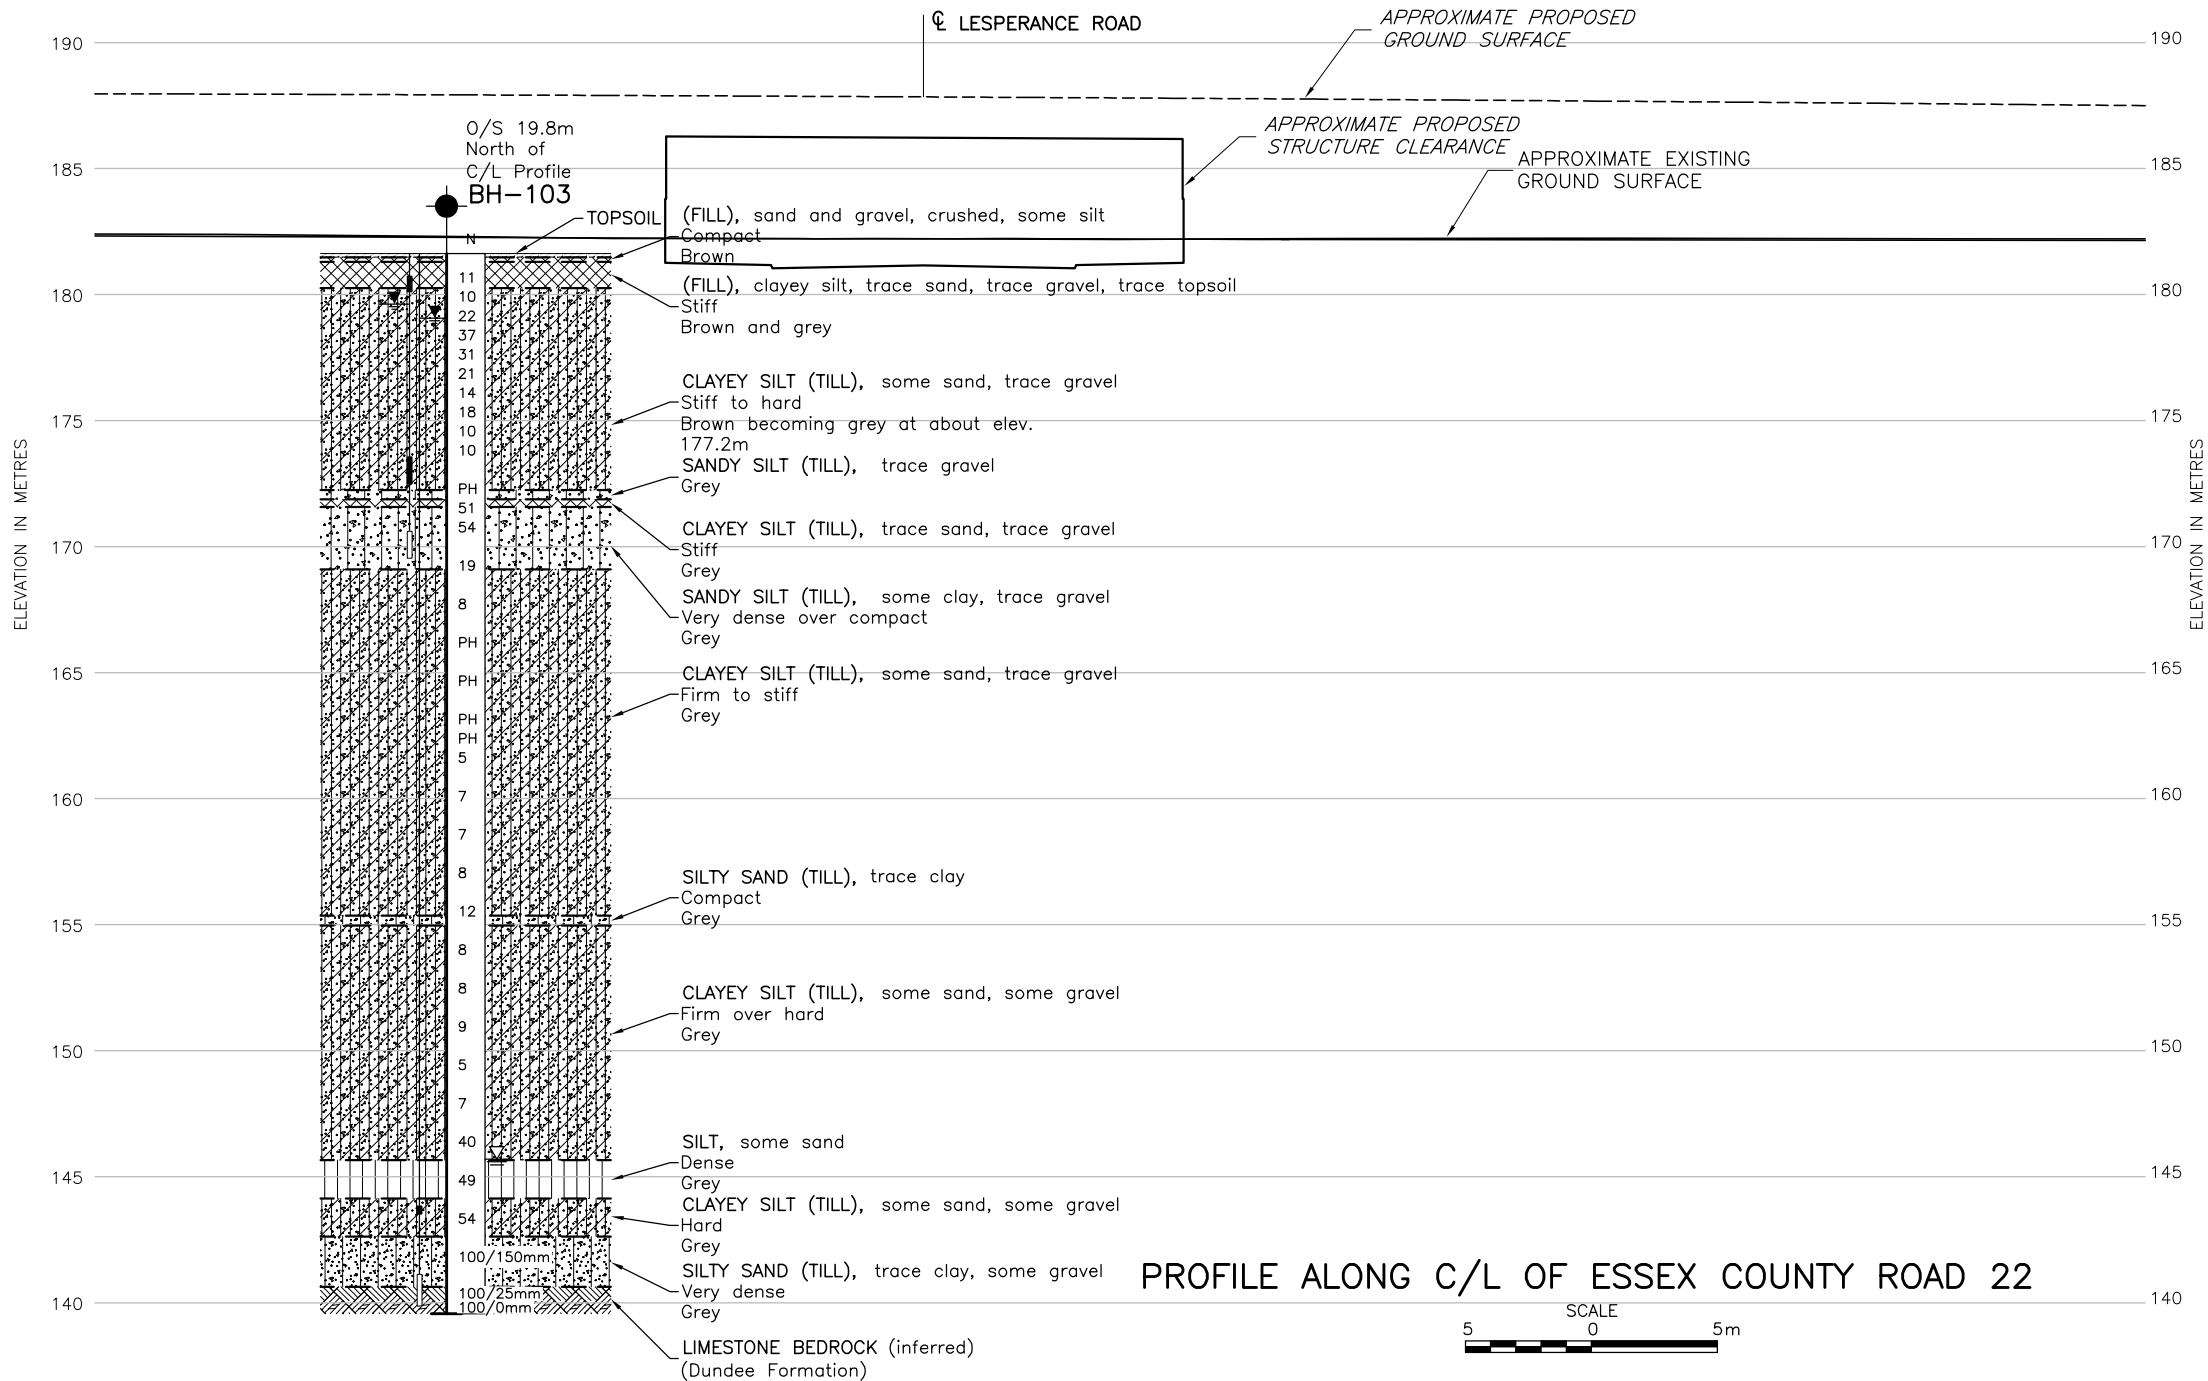 ℄ LESPERANCE ROAD
APPROXIMATE PROPOSED
GROUND SURFACE
190
190
O/S 19.8m
North of
C/L Profile
BH-103
APPROXIMATE PROPOSED
STRUCTURE CLEARANCE
APPROXIMATE EXISTING
GROUND SURFACE
185
185
TOPSOIL
N
(FILL), sand and gravel, crushed, some silt
Compact
Brown
(FILL), clayey silt, trace sand, trace gravel, trace topsoil
Stiff
Brown and grey
180
180
11
10
22
37
31
21
14
18
10
10
PH
51
54
19
8
PH
PH
PH
PH
5
7
7
8
12
8
8
9
5
7
40
49
54
100/150mm
100/25mm
100/0mm
CLAYEY SILT (TILL), some sand, trace gravel
Stiff to hard
Brown becoming grey at about elev.
177.2m
175
175
SANDY SILT (TILL), trace gravel
Grey
CLAYEY SILT (TILL), trace sand, trace gravel
Stiff
Grey
170
170
SANDY SILT (TILL), some clay, trace gravel
Very dense over compact
Grey
ELEVATION IN METRES
ELEVATION IN METRES
CLAYEY SILT (TILL), some sand, trace gravel
Firm to stiff
Grey
165
165
160
160
SILTY SAND (TILL), trace clay
Compact
Grey
155
155
CLAYEY SILT (TILL), some sand, some gravel
Firm over hard
Grey
150
150
SILT, some sand
Dense
Grey
145
145
CLAYEY SILT (TILL), some sand, some gravel
Hard
Grey
SILTY SAND (TILL), trace clay, some gravel
Very dense
Grey
140
140
LIMESTONE BEDROCK (inferred)
(Dundee Formation)
PROFILE ALONG C/L OF ESSEX COUNTY ROAD 22
SCALE
5 0 5m